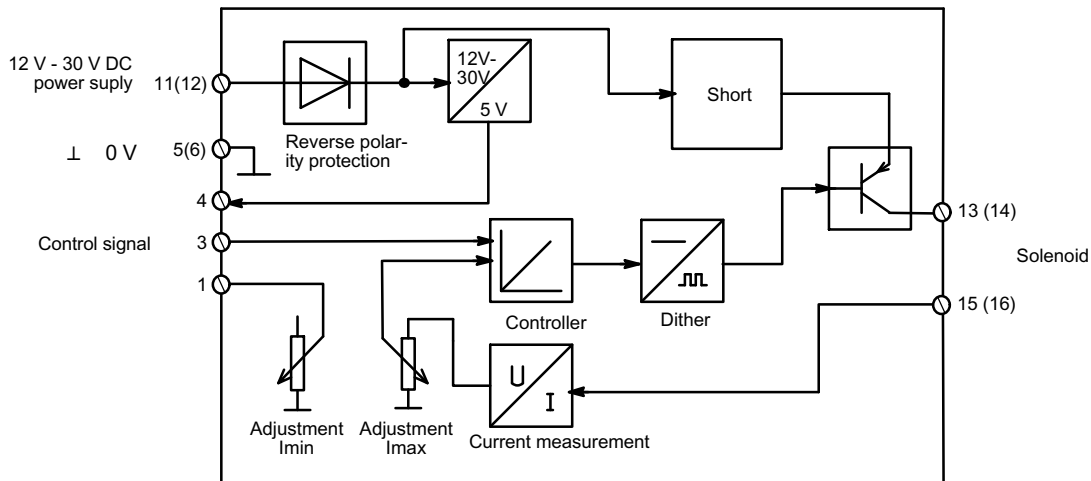 12 V - 30 V DC
power suply
11(12)
12V-
30V
5 V
Short
Reverse polar-
ity protection
⊥ 0 V
5(6)
4
13 (14)
Control signal
3
Solenoid
1
15 (16)
Controller
Dither
U
I
Adjustment
Imin
Adjustment
Imax
Current measurement